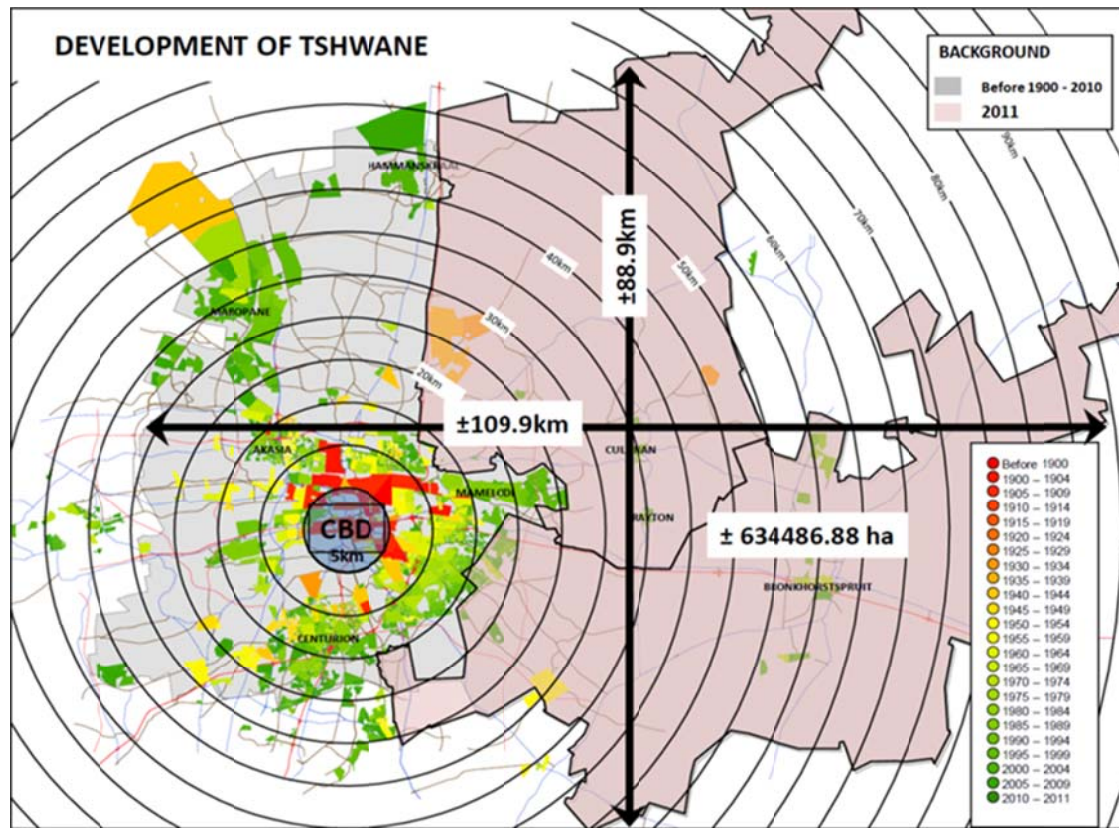 DEVELOPMENT OF TSHWANE
BACKGROUND
Before 1900 - 2010
2011
90km
80km
70km
60km
50km
40km
30km
20km
HAMMANSKRAAL
±88.9km
MABOPANE
±109.9km
AKASIA
CULLINAN
MAMELODI
CBD
5km
RAYTON
± 634486.88 ha
BRONKHORSTSPRUIT
CENTURION
Before 1900
1900 – 1904
1905 – 1909
1910 – 1914
1915 – 1919
1920 – 1924
1925 – 1929
1930 – 1934
1935 – 1939
1940 – 1944
1945 – 1949
1950 – 1954
1955 – 1959
1960 – 1964
1965 – 1969
1970 – 1974
1975 – 1979
1980 – 1984
1985 – 1989
1990 – 1994
1995 – 1999
2000 – 2004
2005 – 2009
2010 – 2011